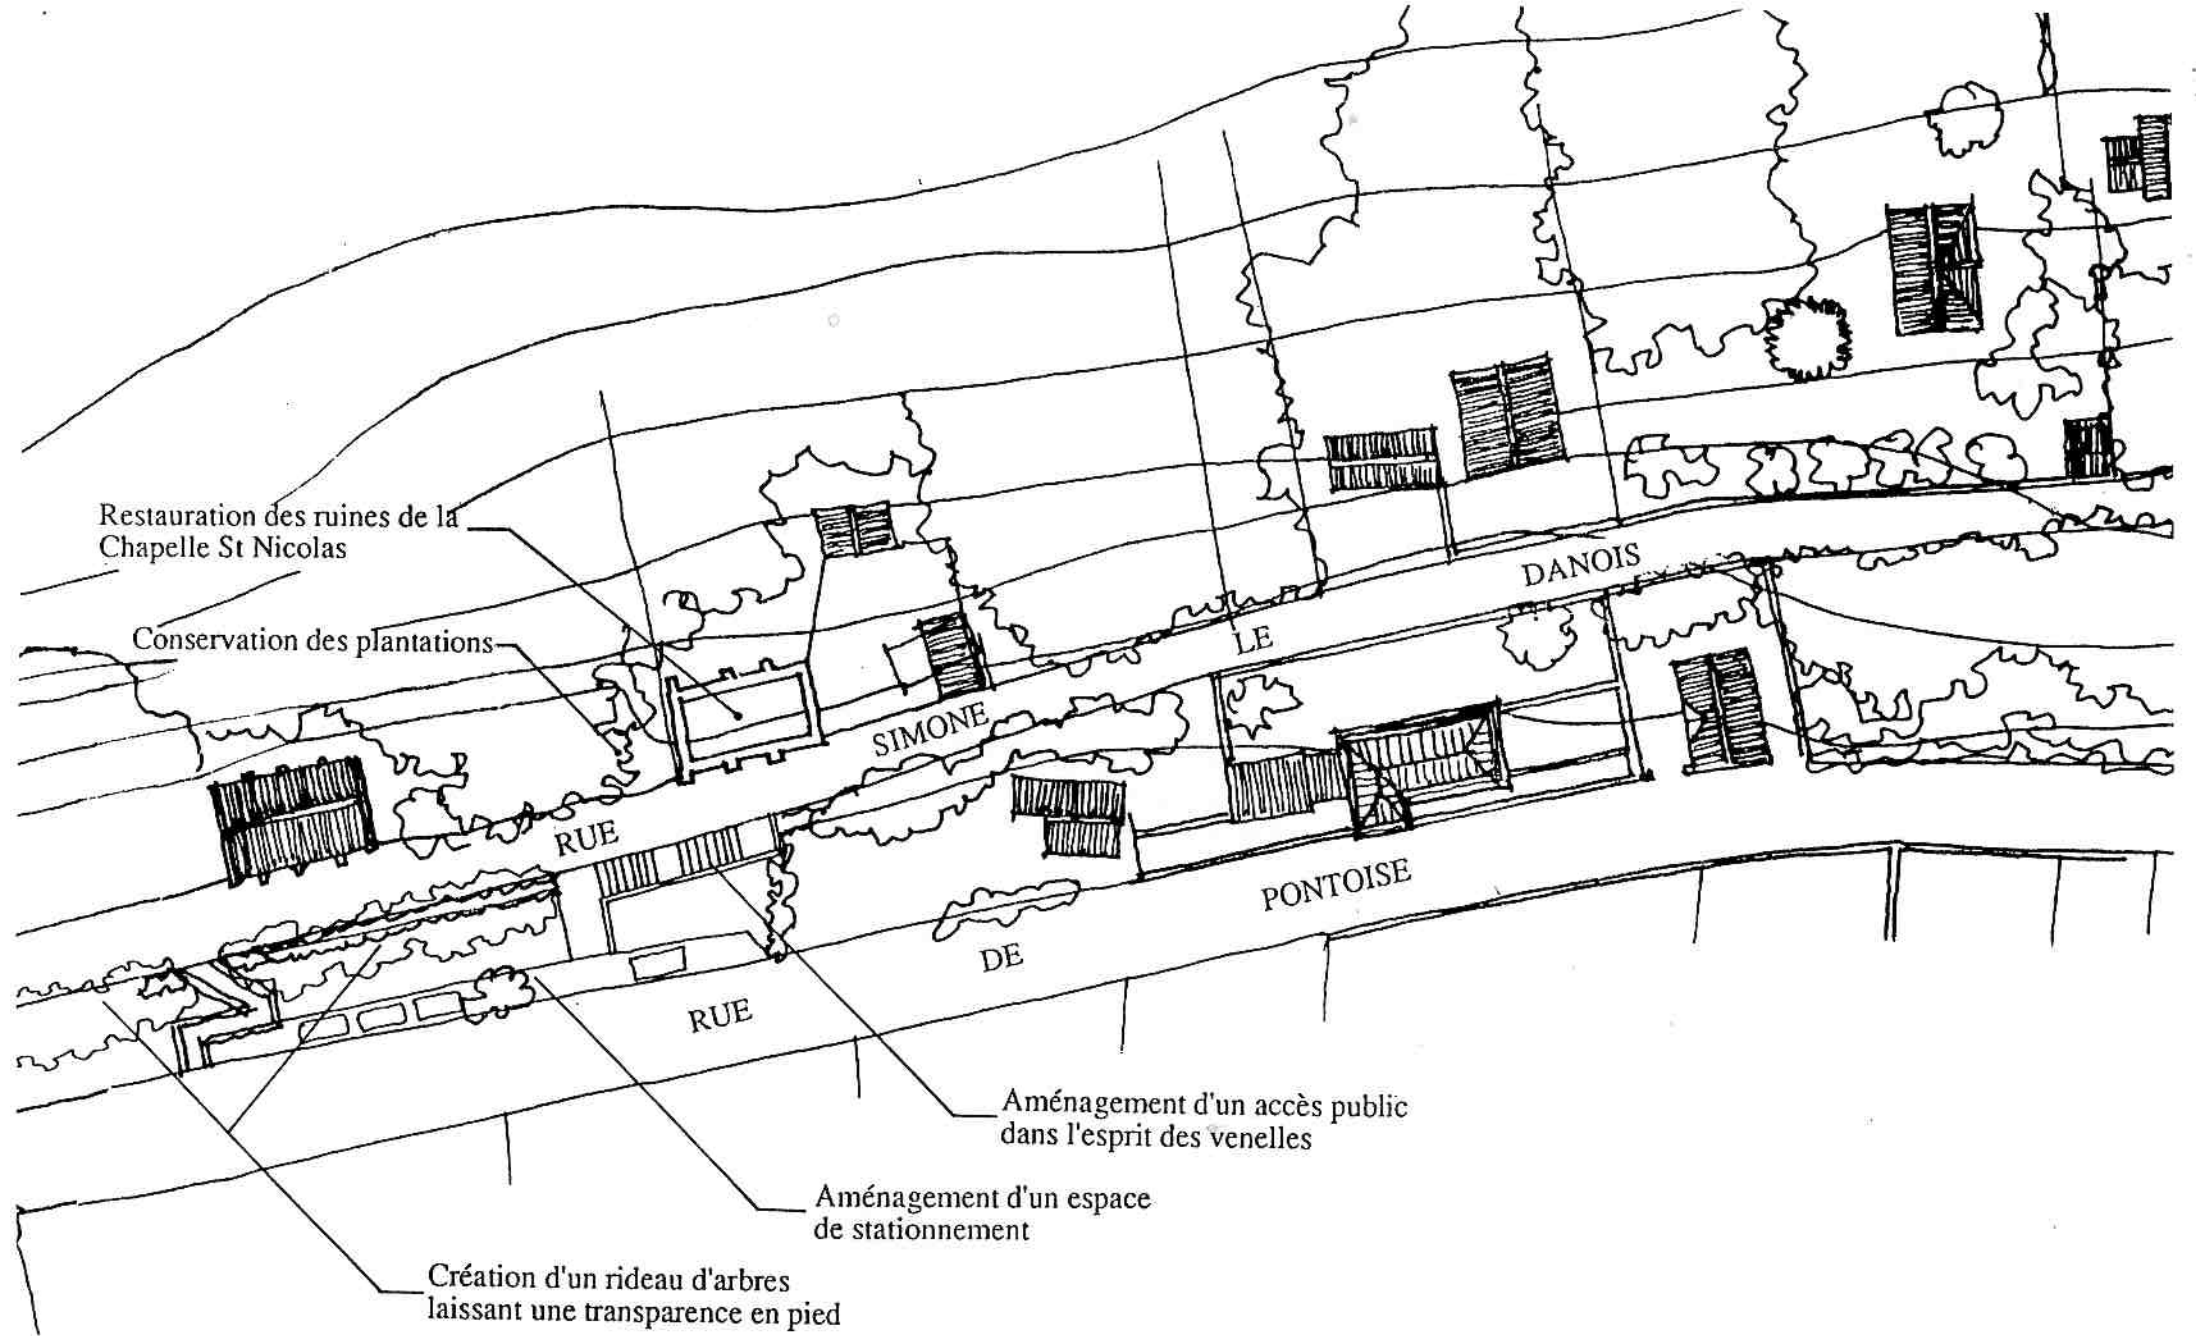 Restauration des ruines de la
Chapelle St Nicolas
Conservation des plantations
RUE SIMONE LE DANOIS
RUE DE PONTOISE
Aménagement d'un accès public
dans l'esprit des venelles
Aménagement d'un espace
de stationnement
Création d'un rideau d'arbres
laissant une transparence en pied